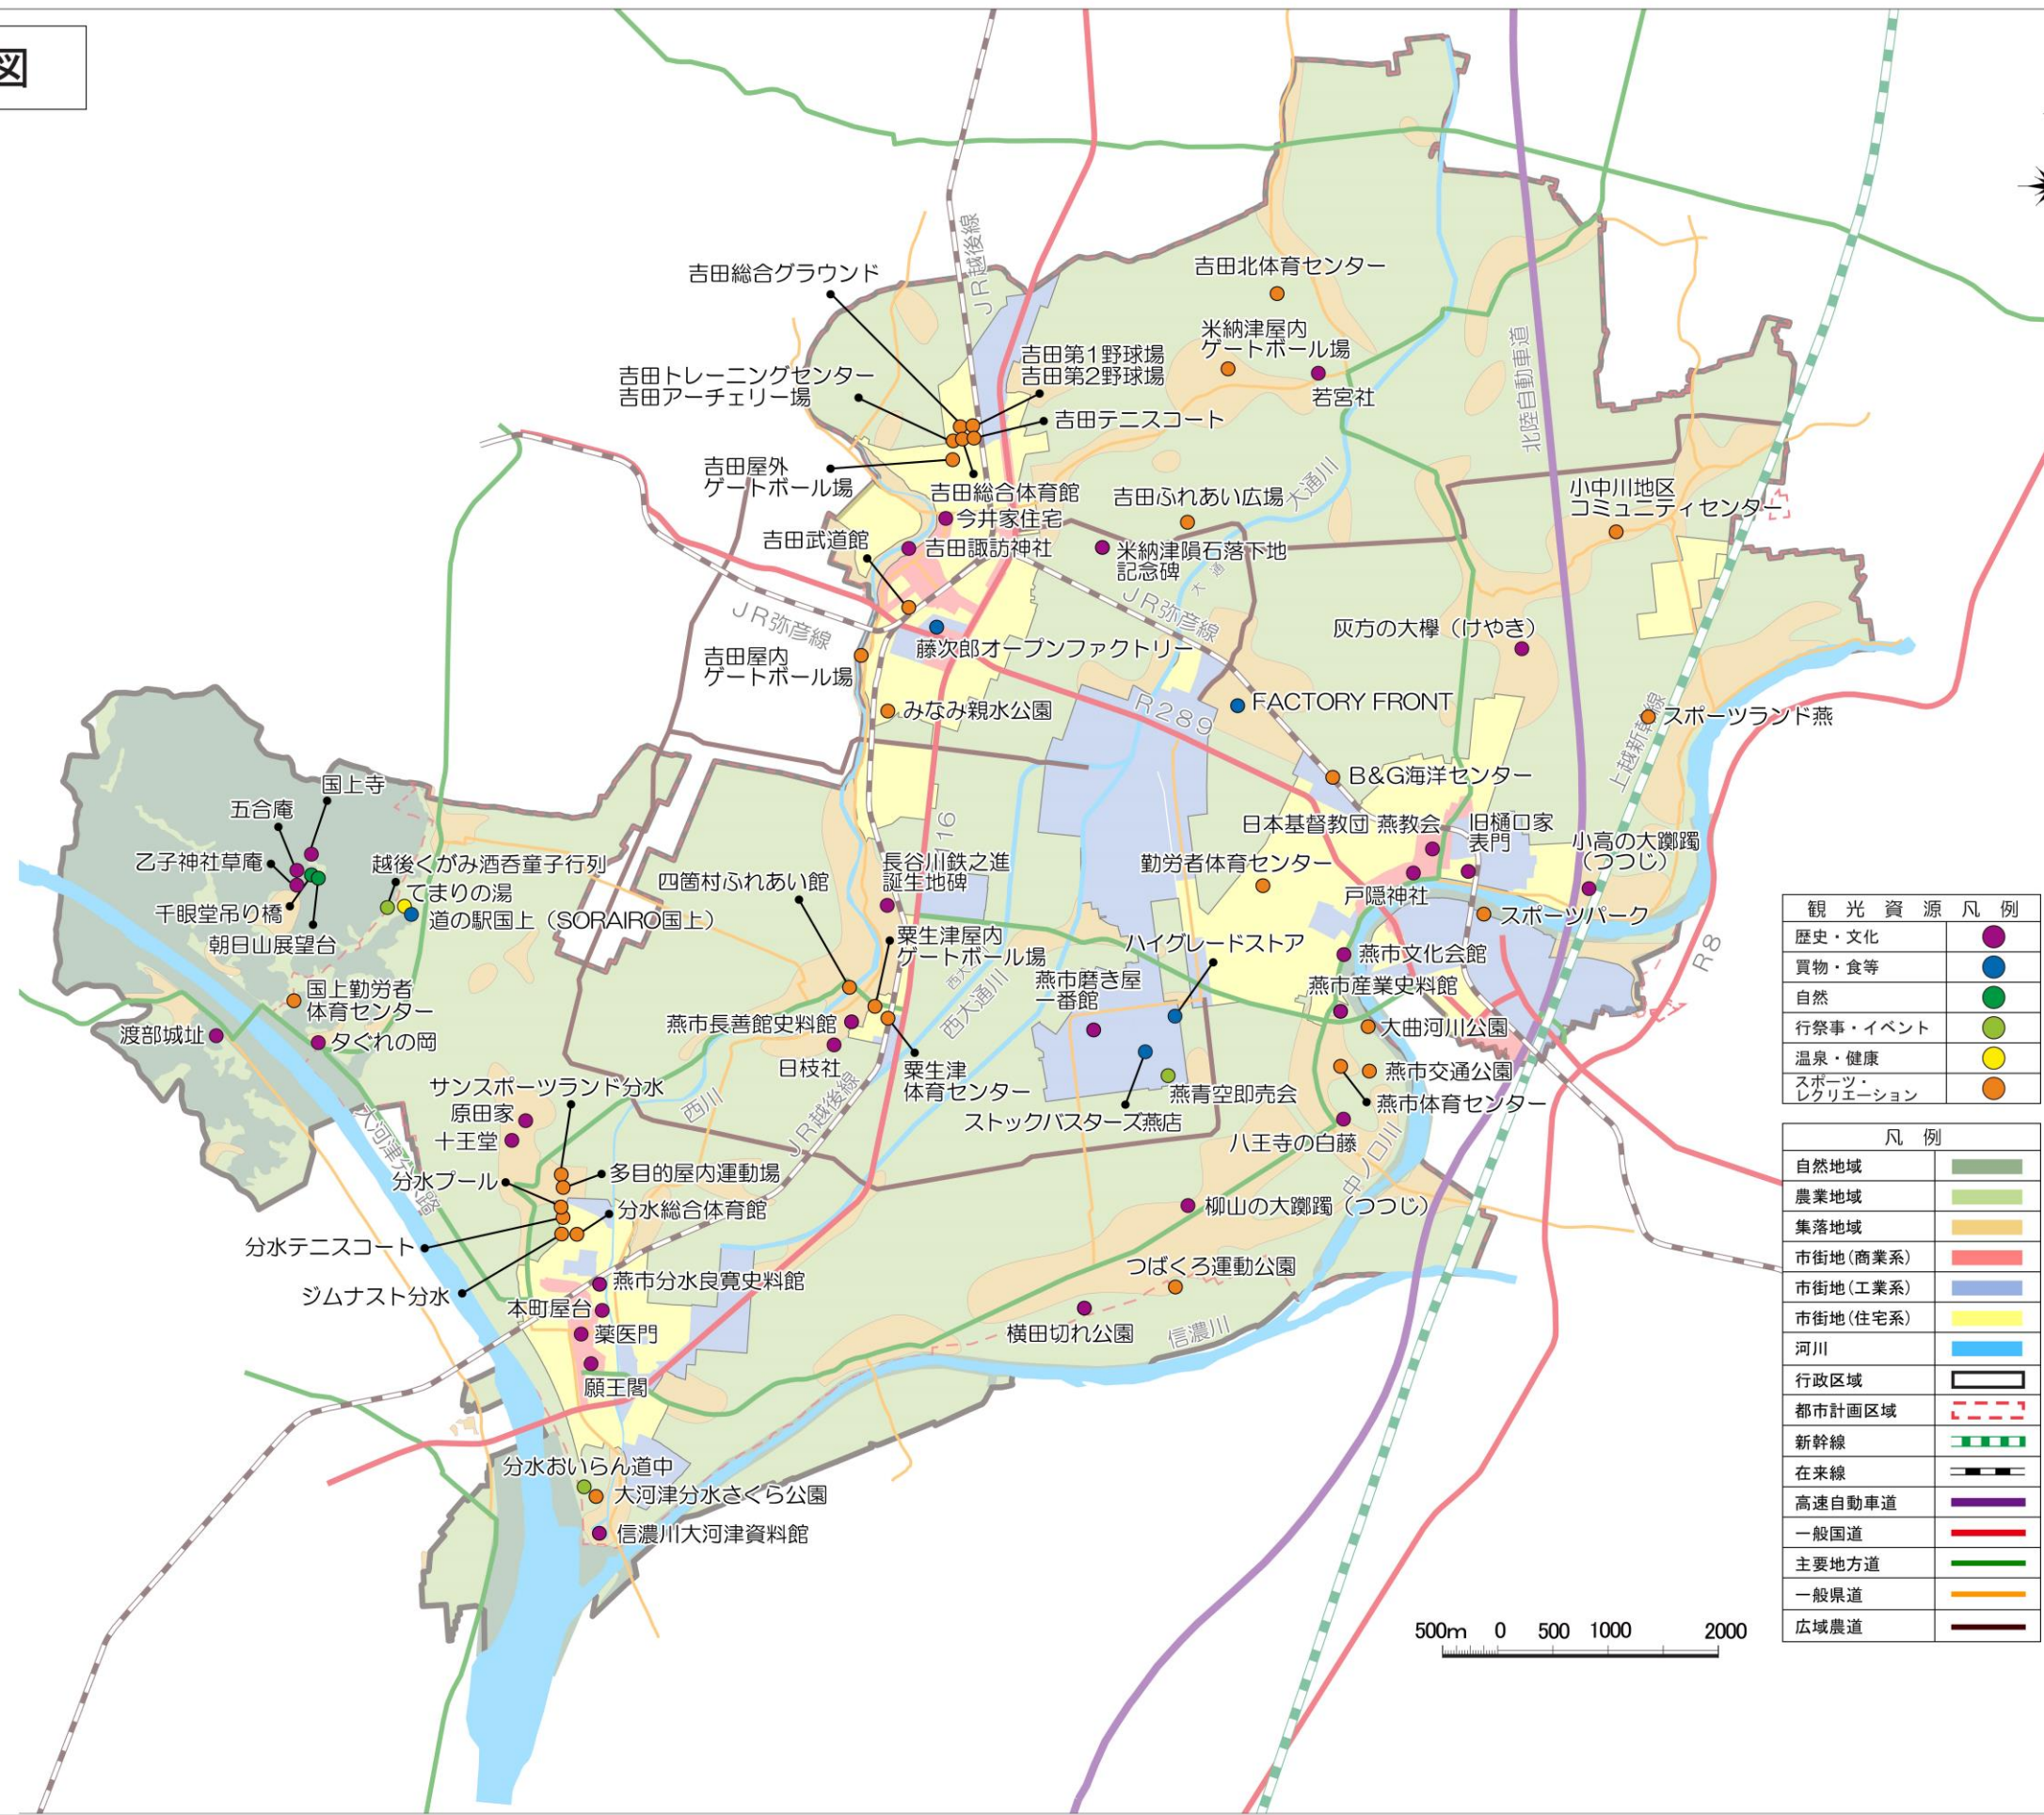 図
吉田総合グラウンド
JR越後線
吉田北体育センター
米納津屋内
ゲートボール場
若宮社
吉田第1野球場
吉田第2野球場
吉田トレーニングセンター
吉田アーチェリー場
吉田テニスコート
北陸自動車道
吉田屋外
ゲートボール場
吉田総合体育館
今井家住宅
吉田ふれあい広場
大通川
小中川地区
コミュニティセンター
吉田武道館
吉田諏訪神社
米納津隕石落下地
記念碑
大通
JR弥彦線
JR弥彦線
灰方の大欅（けやき）
藤次郎オープンファクトリー
吉田屋内
ゲートボール場
みなみ親水公園
R289
FACTORY FRONT
スポーツランド燕
上越新幹線
B&G海洋センター
国上寺
五合庵
乙子神社草庵
越後くがみ酒呑童子行列
てまりの湯
道の駅国上（SORAIRO国上）
千眼堂吊り橋
朝日山展望台
116
日本基督教団 燕教会
旧樋口家
表門
小高の大躑躅
（つつじ）
長谷川鉄之進
誕生地碑
四箇村ふれあい館
勤労者体育センター
戸隠神社
スポーツパーク
粟生津屋内
ゲートボール場
西大
西大通川
ハイグレードストア
燕市磨き屋
一番館
燕市文化会館
燕市産業史料館
R8
国上勤労者
体育センター
渡部城址
夕ぐれの岡
燕市長善館史料館
日枝社
粟生津
体育センター
大曲河川公園
燕市交通公園
燕市体育センター
燕青空即売会
ストックバスターズ燕店
八王寺の白藤
中ノ口川
サンスポーツランド分水
原田家
十王堂
西川
JR越後線
大河津分水路
分水プール
多目的屋内運動場
分水総合体育館
柳山の大躑躅（つつじ）
分水テニスコート
ジムナスト分水
つばくろ運動公園
燕市分水良寛史料館
本町屋台
薬医門
横田切れ公園
信濃川
願王閣
分水おいらん道中
大河津分水さくら公園
信濃川大河津資料館
観光資源凡例
歴史・文化
買物・食等
自然
行祭事・イベント
温泉・健康
スポーツ・
レクリエーション
凡例
自然地域
農業地域
集落地域
市街地(商業系)
市街地(工業系)
市街地(住宅系)
河川
行政区域
都市計画区域
新幹線
在来線
高速自動車道
一般国道
主要地方道
一般県道
広域農道
500m 0 500 1000 2000